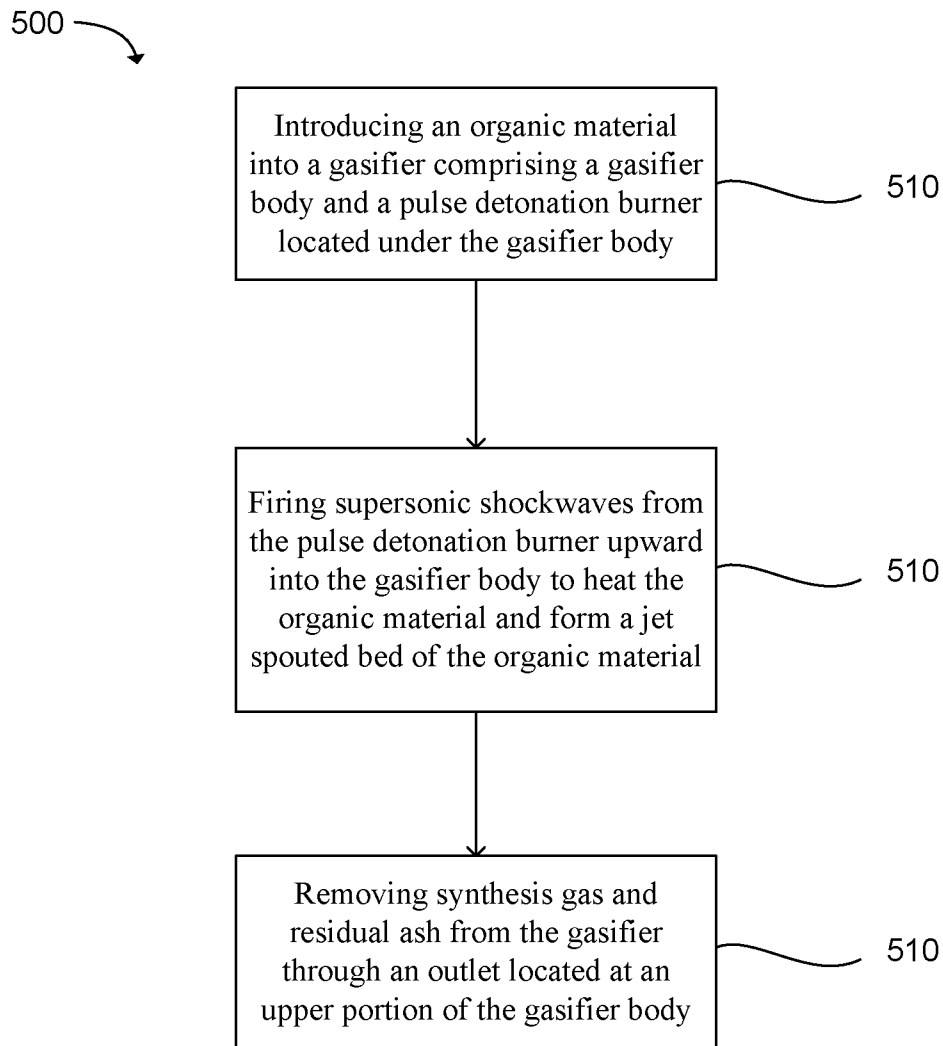 500
Introducing an organic material
into a gasifier comprising a gasifier
body and a pulse detonation burner
located under the gasifier body
510
Firing supersonic shockwaves from
the pulse detonation burner upward
into the gasifier body to heat the
organic material and form a jet
spouted bed of the organic material
510
Removing synthesis gas and
residual ash from the gasifier
through an outlet located at an
upper portion of the gasifier body
510